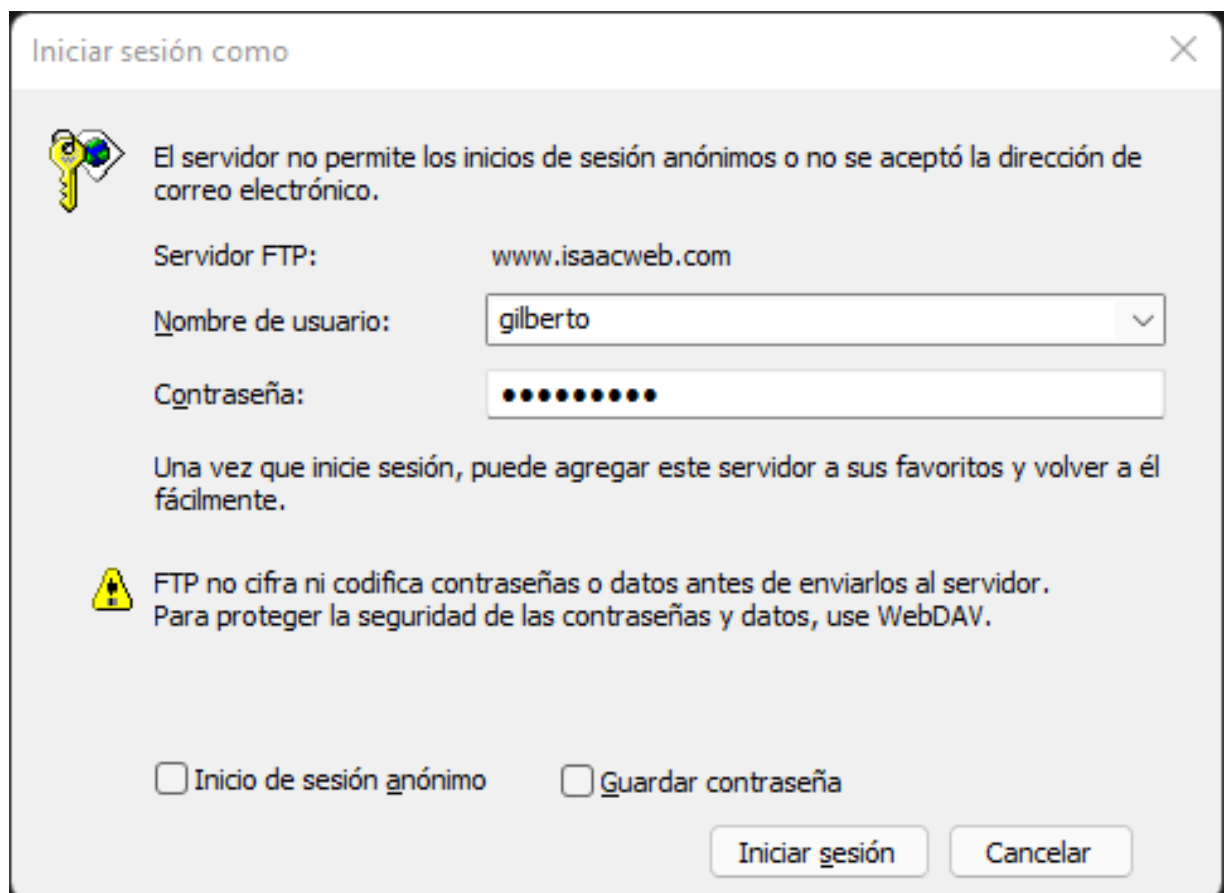 Iniciar sesión como
El servidor no permite los inicios de sesión anónimos o no se aceptó la dirección de
correo electrónico.
Servidor FTP: www.isaacweb.com
Nombre de usuario: gilberto
Contraseña: •••••••••
Una vez que inicie sesión, puede agregar este servidor a sus favoritos y volver a él
fácilmente.
FTP no cifra ni codifica contraseñas o datos antes de enviarlos al servidor.
Para proteger la seguridad de las contraseñas y datos, use WebDAV.
Inicio de sesión anónimo Guardar contraseña
Iniciar sesión Cancelar